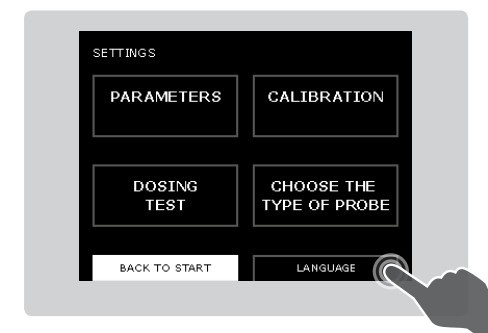 SETTINGS
PARAMETERS
CALIBRATION
DOSING
TEST
CHOOSE THE
TYPE OF PROBE
BACK TO START
LANGUAGE